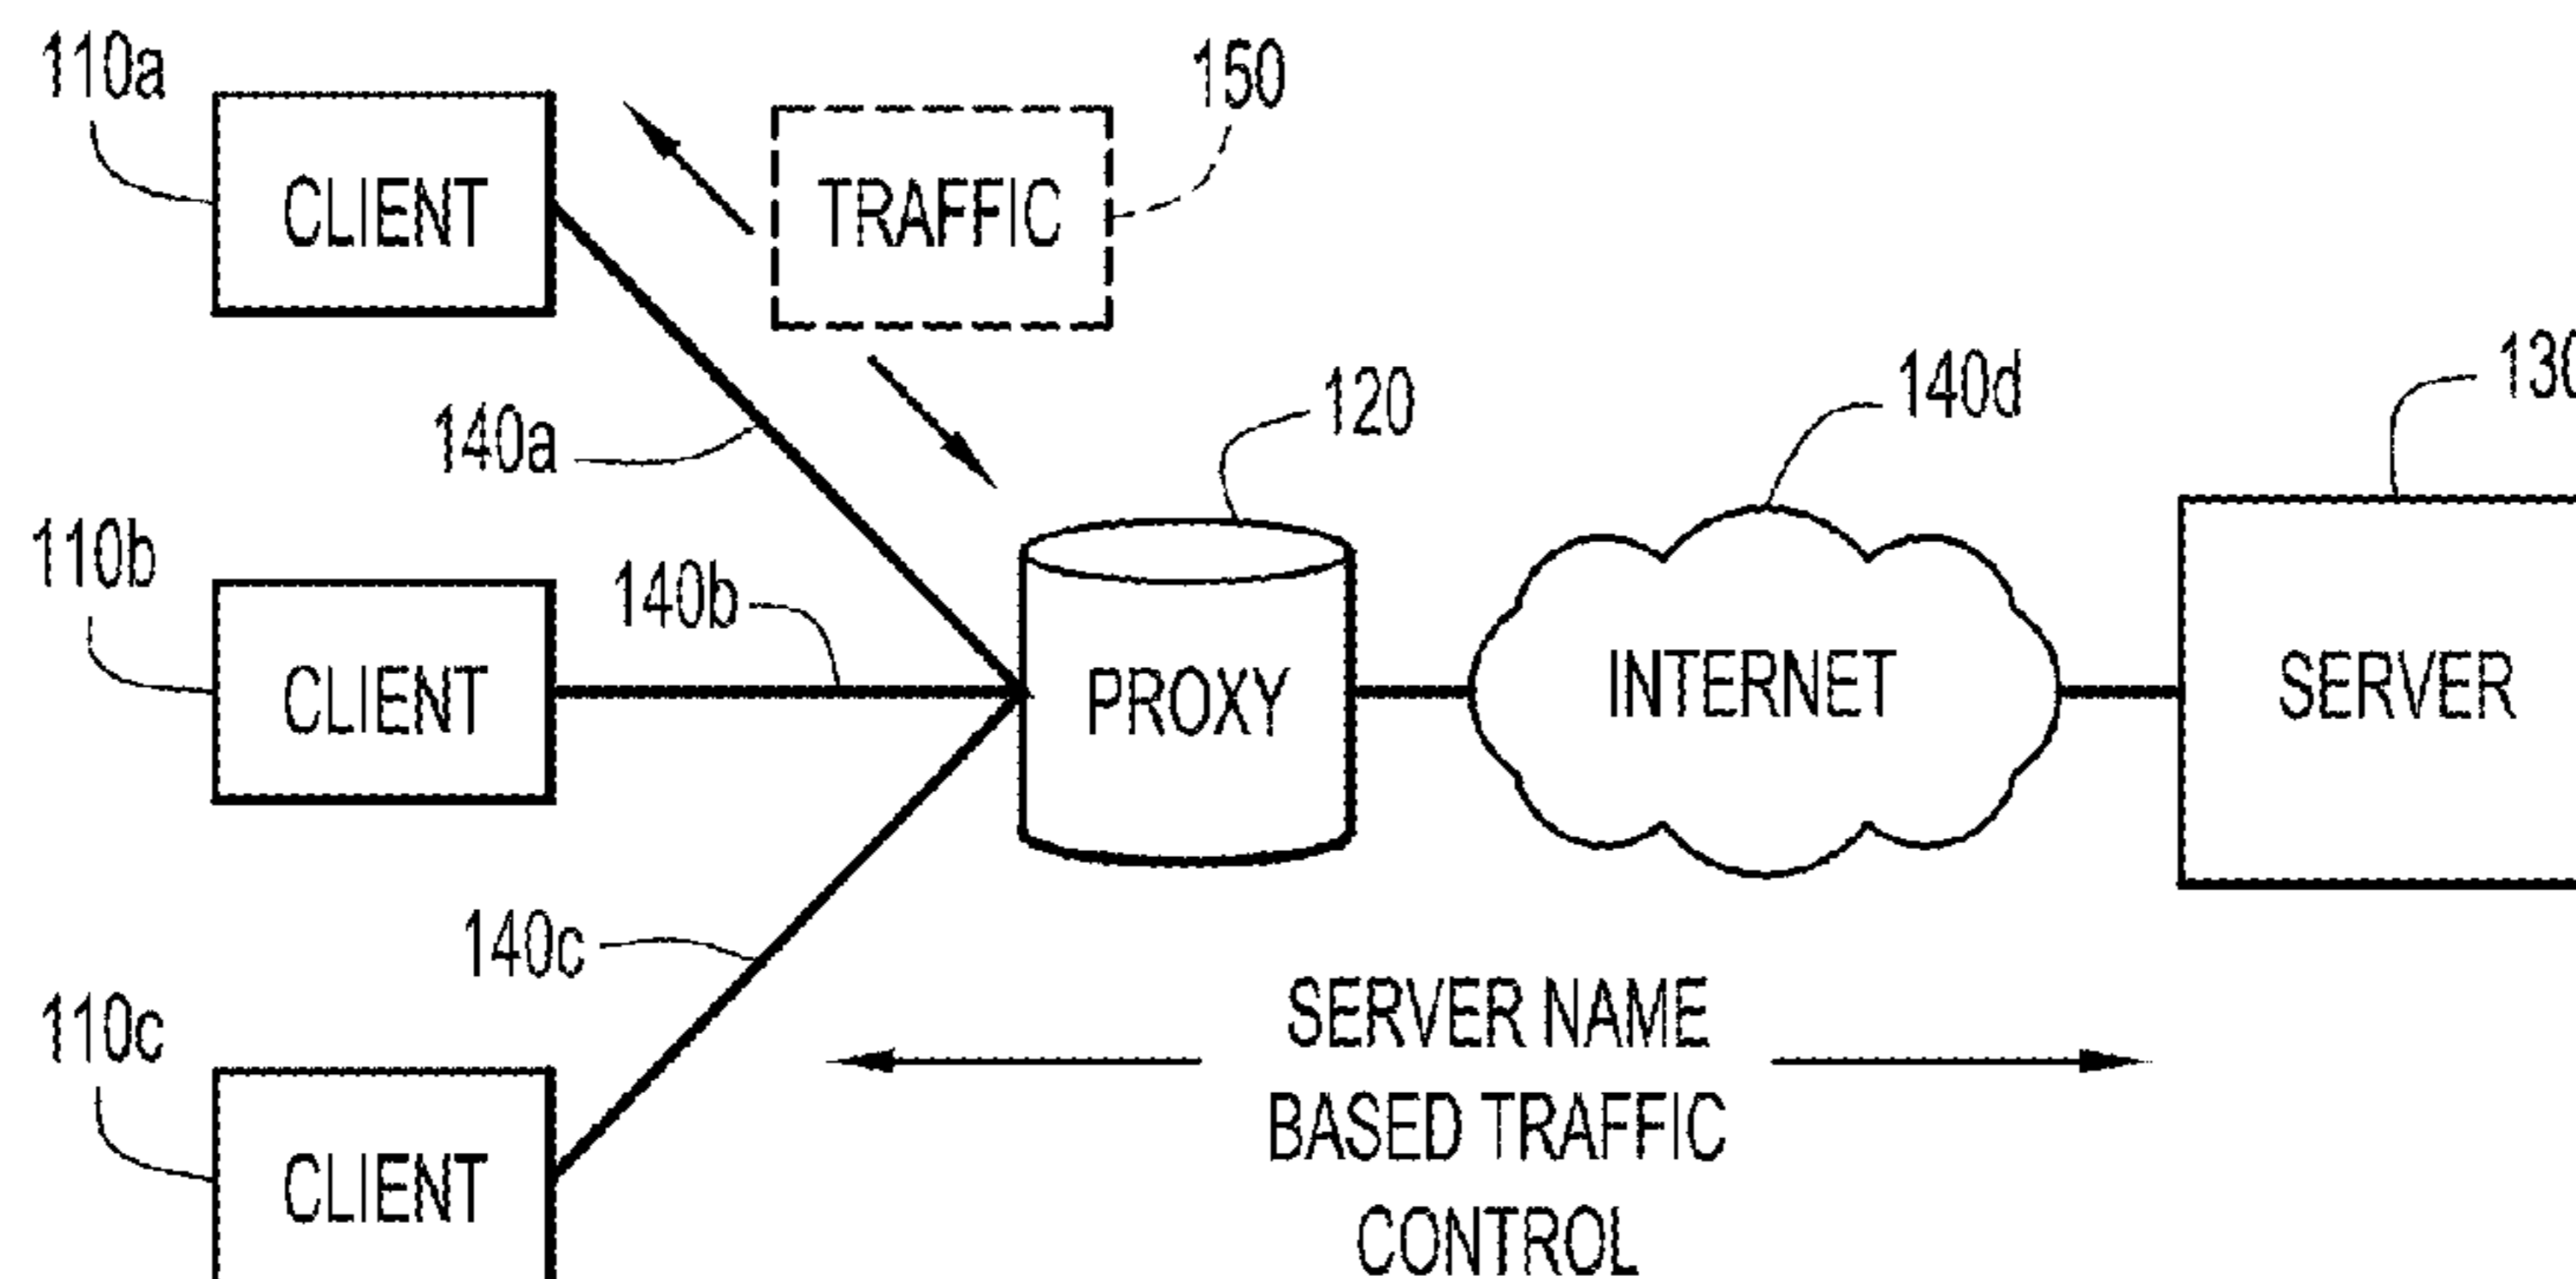 110a
150
CLIENT
TRAFFIC
130
120
140d
140a
110b
140b
CLIENT
PROXY
INTERNET
SERVER
140c
110c
SERVER NAME
BASED TRAFFIC
CONTROL
CLIENT